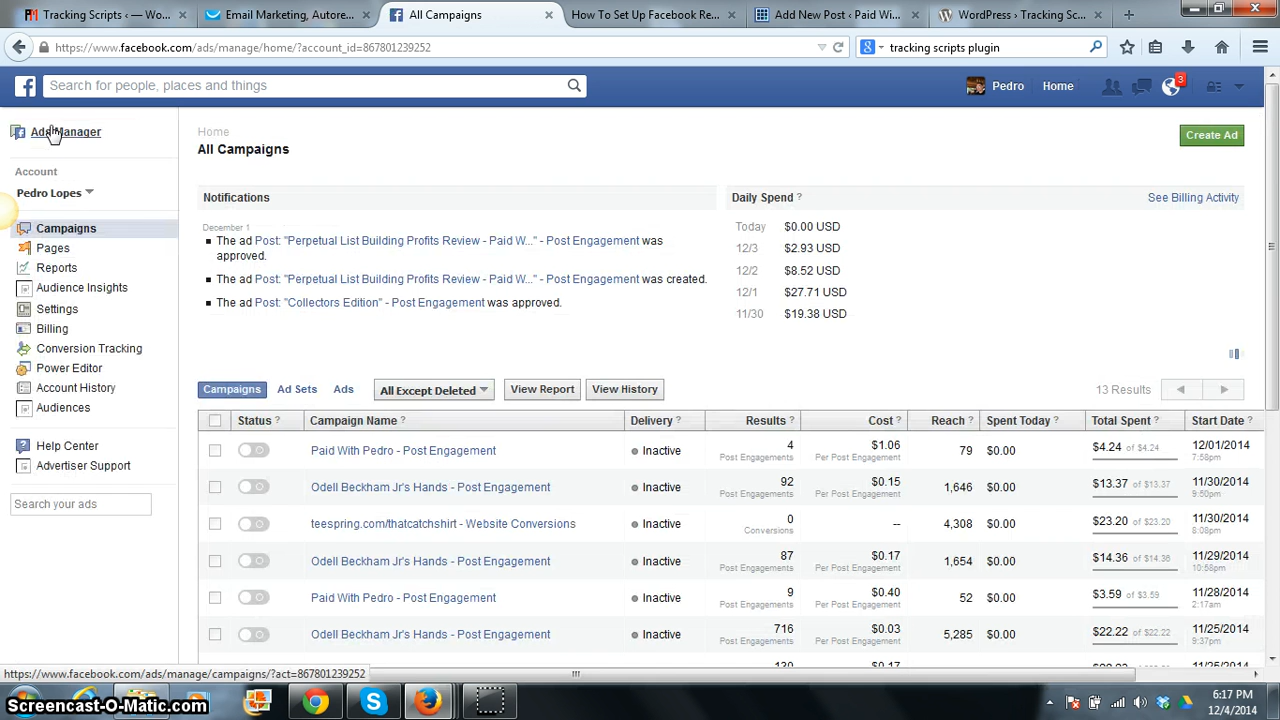 Tracking Scripts <— Wo...
Email Marketing, Autore...
All Campaigns
How To Set Up Facebook Re...
Add New Post ‹ Paid Wi...
WordPress › Tracking Sc...
https://www.facebook.com/ads/manage/home/?account_id=867801239252
tracking scripts plugin
Search for people, places and things
Pedro
Home
3
Ads Manager
Account
Pedro Lopes
Campaigns
Pages
Reports
Audience Insights
Settings
Billing
Conversion Tracking
Power Editor
Account History
Audiences
Help Center
Advertiser Support
Search your ads
Home
All Campaigns
Create Ad
Notifications
December 1
The ad Post: "Perpetual List Building Profits Review - Paid W..." - Post Engagement was
approved.
The ad Post: "Perpetual List Building Profits Review - Paid W..." - Post Engagement was created.
The ad Post: "Collectors Edition" - Post Engagement was approved.
Daily Spend ?
See Billing Activity
Today $0.00 USD
12/3 $2.93 USD
12/2 $8.52 USD
12/1 $27.71 USD
11/30 $19.38 USD
Campaigns Ad Sets Ads All Except Deleted View Report View History 13 Results
Status ? Campaign Name ? Delivery ? Results ? Cost ? Reach ? Spent Today ? Total Spent ? Start Date ?
Paid With Pedro - Post Engagement Inactive 4 $1.06 79 $0.00 $4.24 of $4.24 12/01/2014
Post Engagements Per Post Engagement 7:58pm
Odell Beckham Jr's Hands - Post Engagement Inactive 92 $0.15 1,646 $0.00 $13.37 of $13.37 11/30/2014
Post Engagements Per Post Engagement 9:50pm
teespring.com/thatcatchshirt - Website Conversions Inactive 0 -- 4,308 $0.00 $23.20 of $23.20 11/30/2014
Conversions 8:08pm
Odell Beckham Jr's Hands - Post Engagement Inactive 87 $0.17 1,654 $0.00 $14.36 of $14.36 11/29/2014
Post Engagements Per Post Engagement 10:58pm
Paid With Pedro - Post Engagement Inactive 9 $0.40 52 $0.00 $3.59 of $3.59 11/28/2014
Post Engagements Per Post Engagement 2:17am
Odell Beckham Jr's Hands - Post Engagement Inactive 716 $0.03 5,285 $0.00 $22.22 of $22.22 11/25/2014
Post Engagements Per Post Engagement 9:37pm
130 $0.17 11/25/2014
https://www.facebook.com/ads/manage/campaigns/?act=867801239252
Screencast-O-Matic.com
6:17 PM
12/4/2014